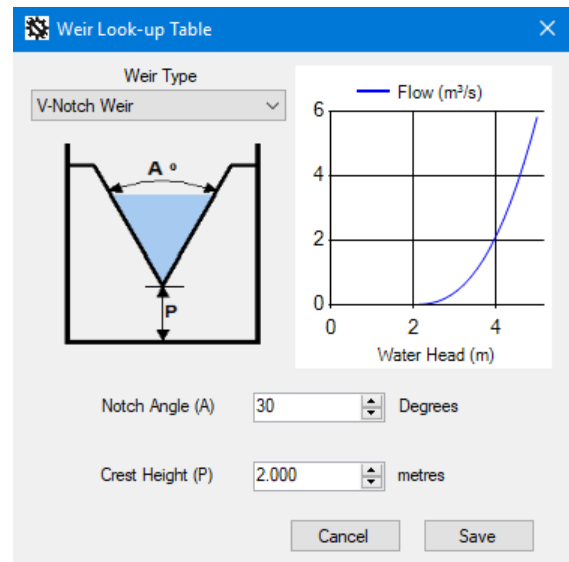 Weir Look-up Table
Weir Type
V-Notch Weir
A °
P
Flow (m³/s)
6
4
2
0
0 2 4
Water Head (m)
Notch Angle (A) 30 Degrees
Crest Height (P) 2.000 metres
Cancel Save